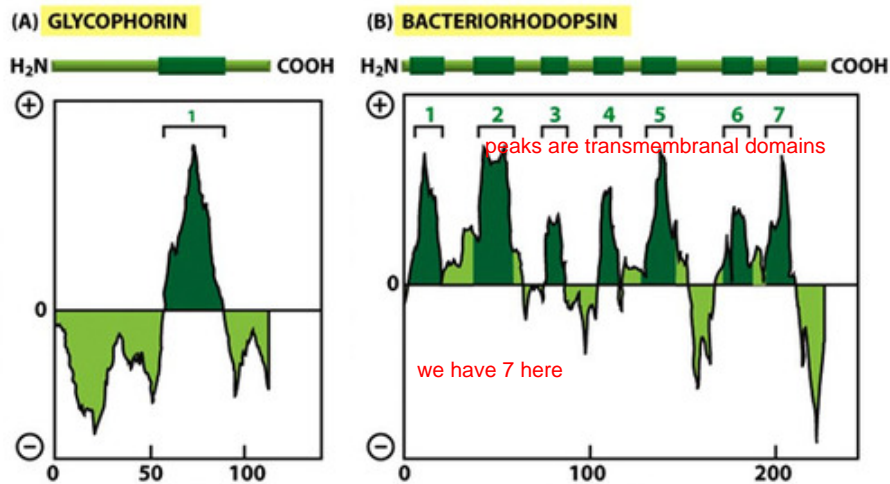 (A) GLYCOPHORIN
H₂N COOH
+
1
0
−
0 50 100
(B) BACTERIORHODOPSIN
H₂N COOH
+
1 2 3 4 5 6 7
peaks are transmembranal domains
0
we have 7 here
−
0 100 200